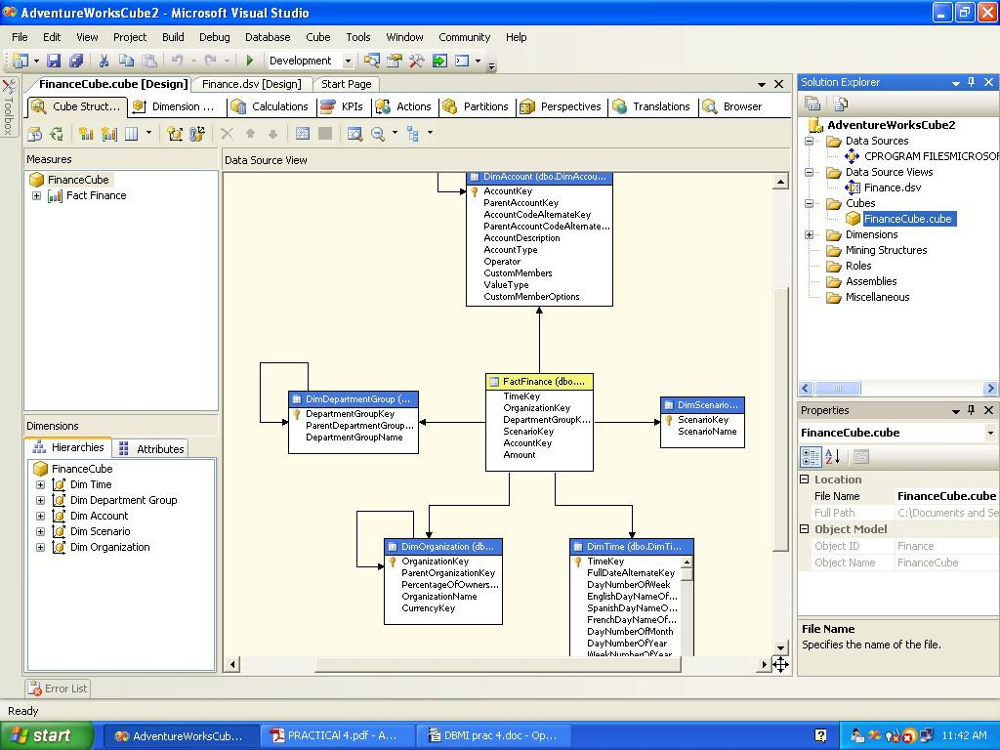 AdventureWorksCube2 - Microsoft Visual Studio
File Edit View Project Build Debug Database Cube Tools Window Community Help
Development
Toolbox
FinanceCube.cube [Design] Finance.dsv [Design] Start Page
Cube Struct... Dimension ... Calculations KPIs Actions Partitions Perspectives Translations Browser
Measures
FinanceCube
Fact Finance
Dimensions
Hierarchies Attributes
FinanceCube
Dim Time
Dim Department Group
Dim Account
Dim Scenario
Dim Organization
Data Source View
DimAccount (dbo.DimAccou...
AccountKey
ParentAccountKey
AccountCodeAlternateKey
ParentAccountCodeAlternate...
AccountDescription
AccountType
Operator
CustomMembers
ValueType
CustomMemberOptions
DimDepartmentGroup (...
DepartmentGroupKey
ParentDepartmentGroup...
DepartmentGroupName
FactFinance (dbo....
TimeKey
OrganizationKey
DepartmentGroupK...
ScenarioKey
AccountKey
Amount
DimScenario...
ScenarioKey
ScenarioName
DimOrganization (db...
OrganizationKey
ParentOrganizationKey
PercentageOfOwners...
OrganizationName
CurrencyKey
DimTime (dbo.DimTi...
TimeKey
FullDateAlternateKey
DayNumberOfWeek
EnglishDayNameOf...
SpanishDayNameO...
FrenchDayNameOf...
DayNumberOfMonth
DayNumberOfYear
WeekNumberOfYear
Solution Explorer
AdventureWorksCube2
Data Sources
CPROGRAM FILESMICROSOF
Data Source Views
Finance.dsv
Cubes
FinanceCube.cube
Dimensions
Mining Structures
Roles
Assemblies
Miscellaneous
Properties
FinanceCube.cube
Location
File Name FinanceCube.cube
Full Path C:\Documents and Se
Object Model
Object ID Finance
Object Name FinanceCube
File Name
Specifies the name of the file.
Error List
Ready
start AdventureWorksCub... PRACTICAl 4.pdf - A... DBMI prac 4.doc - Op... 11:42 AM